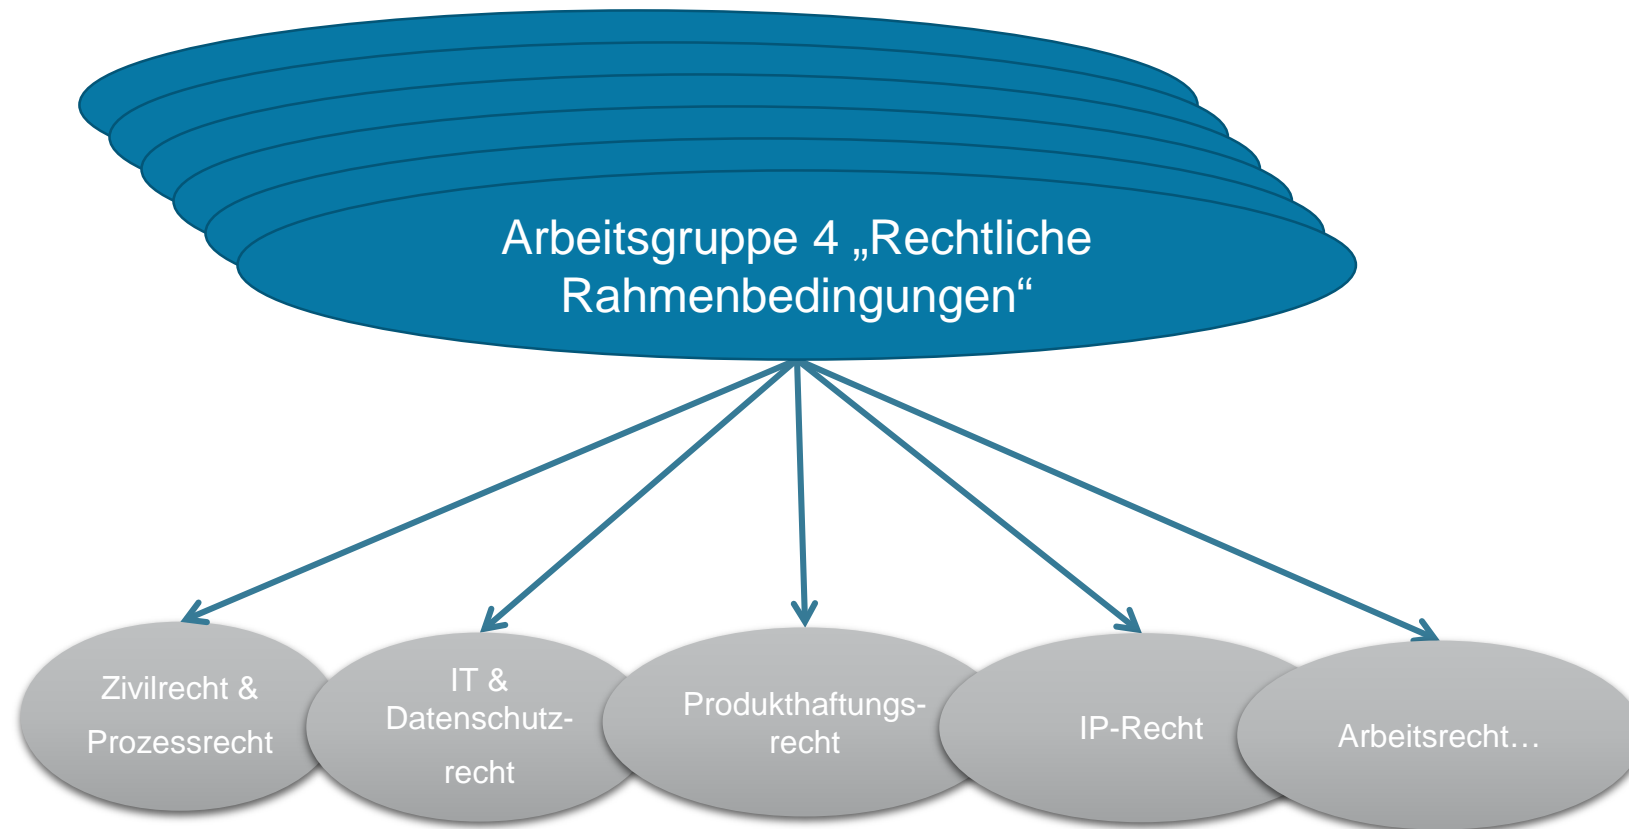 Arbeitsgruppe 4 „Rechtliche
Rahmenbedingungen“
Zivilrecht &
Prozessrecht
IT &
Datenschutz-
recht
Produkthaftungs-
recht
IP-Recht
Arbeitsrecht…